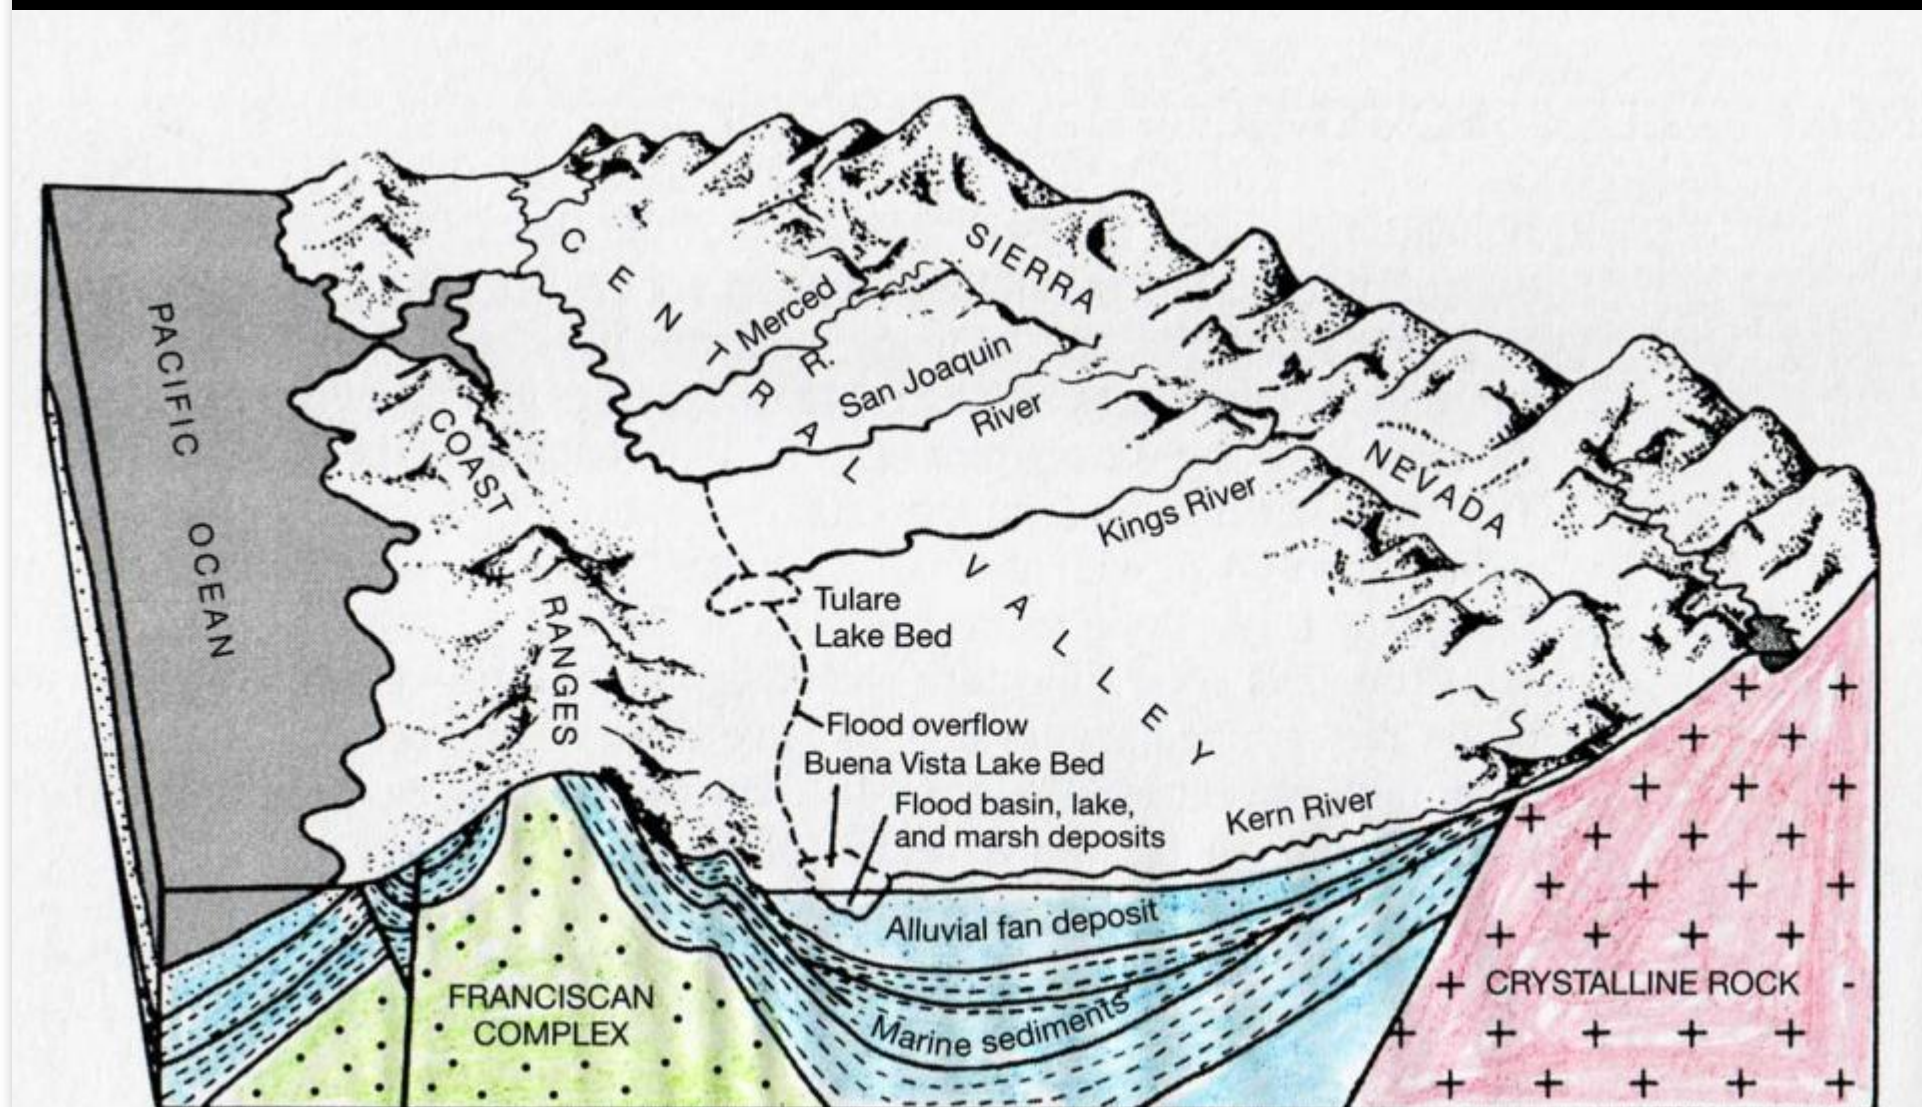 PACIFIC OCEAN
COAST RANGES
CENTRAL VALLEY
SIERRA NEVADA
Merced R.
San Joaquin
River
Kings River
Tulare
Lake Bed
Flood overflow
Buena Vista Lake Bed
Flood basin, lake,
and marsh deposits
Kern River
Alluvial fan deposit
Marine sediments
FRANCISCAN
COMPLEX
CRYSTALLINE ROCK